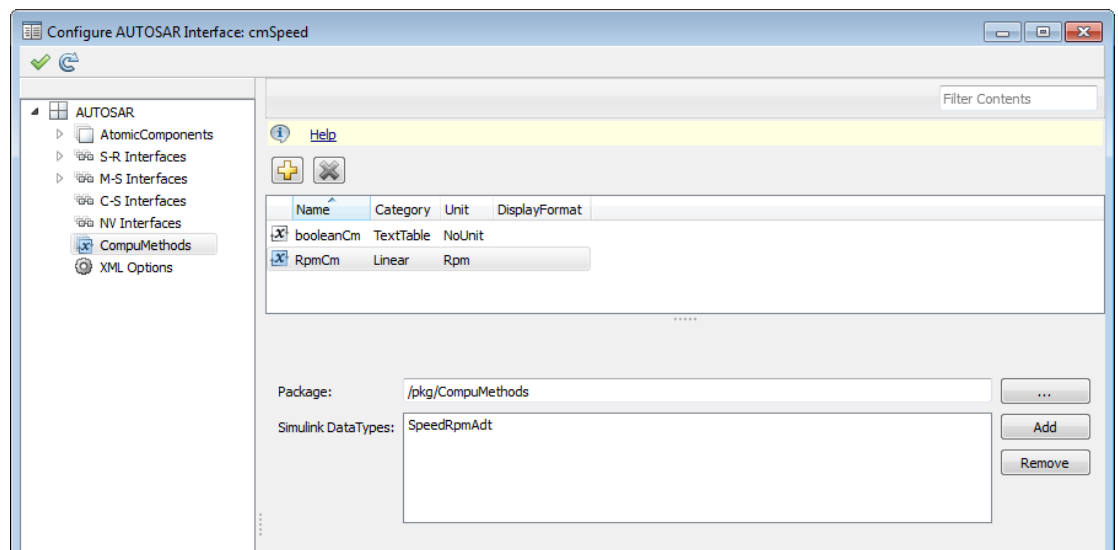 Configure AUTOSAR Interface: cmSpeed
Filter Contents
AUTOSAR
AtomicComponents
S-R Interfaces
M-S Interfaces
C-S Interfaces
NV Interfaces
CompuMethods
XML Options
Help
Name Category Unit DisplayFormat
booleanCm TextTable NoUnit
RpmCm Linear Rpm
Package: /pkg/CompuMethods ...
Simulink DataTypes: SpeedRpmAdt Add
Remove